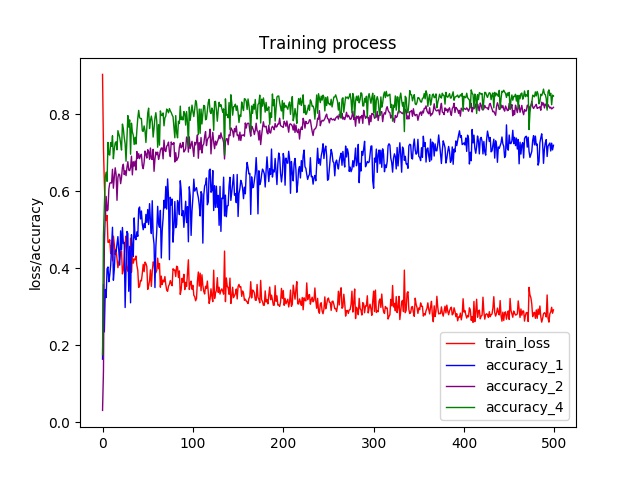 Training process
loss/accuracy
0.8
0.6
0.4
0.2
0.0
0 100 200 300 400 500
train_loss
accuracy_1
accuracy_2
accuracy_4